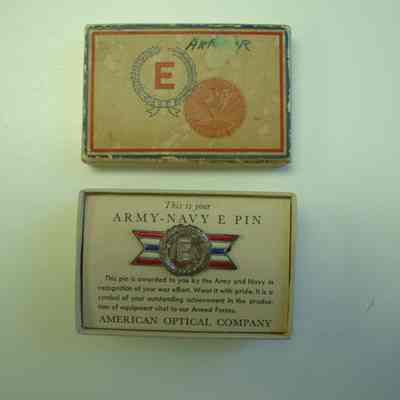 E
This is your
ARMY-NAVY E PIN
E
This pin is awarded to you by the Army and Navy in
recognition of your war effort. Wear it with pride. It is a
symbol of your outstanding achievement in the produc-
tion of equipment vital to our Armed Forces.
AMERICAN OPTICAL COMPANY